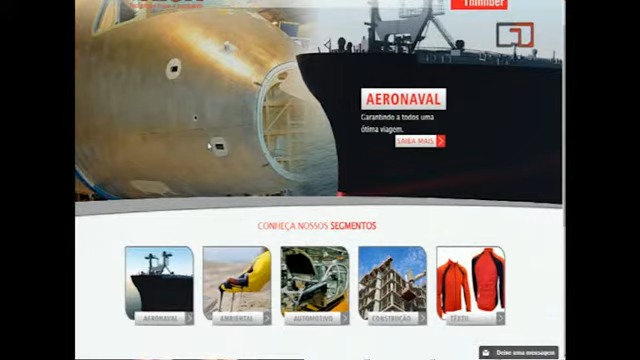 Thinner
AERONAVAL
Garantindo a todos uma
ótima viagem.
SAIBA MAIS
CONHEÇA NOSSOS SEGMENTOS
AERONAVAL
AMBIENTAL
AUTOMOTIVO
CONSTRUÇÃO
TÊXTIL
Deixe uma mensagem